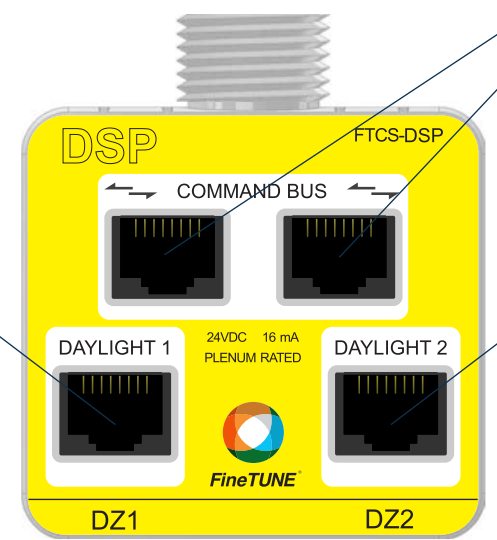 DSP
FTCS-DSP
COMMAND BUS
24VDC 16 mA
PLENUM RATED
DAYLIGHT 1
DAYLIGHT 2
FineTUNE®
DZ1
DZ2